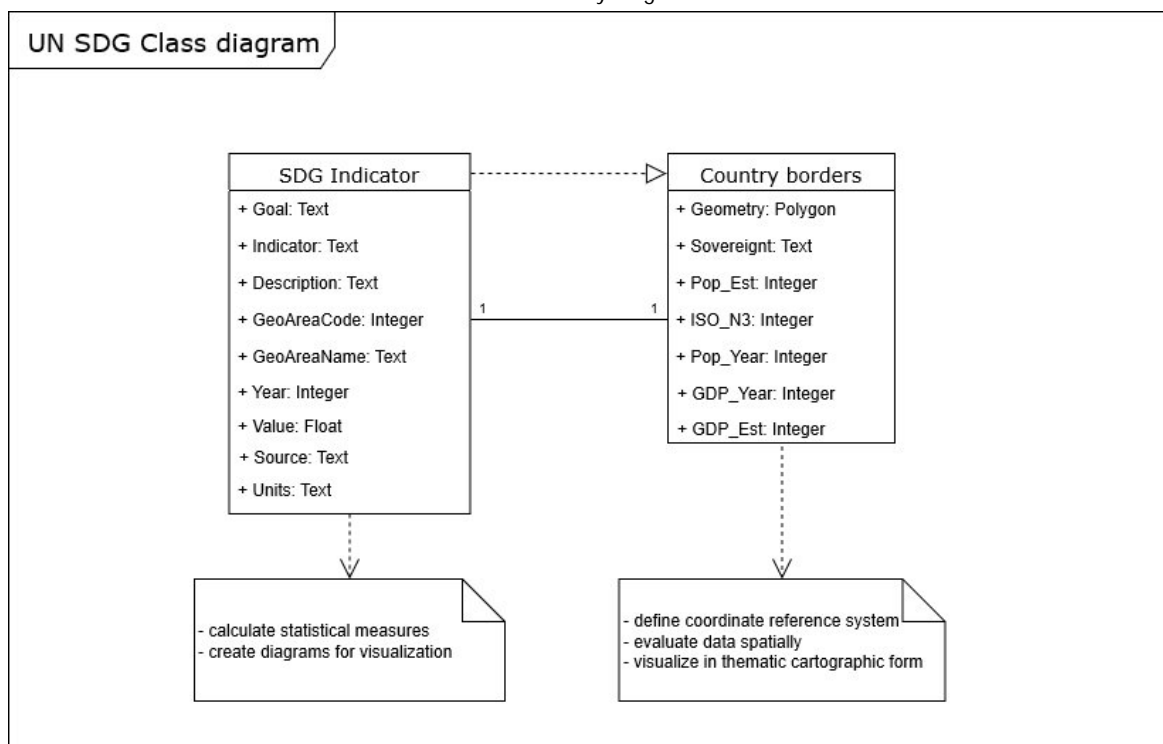 UN SDG Class diagram
SDG Indicator
+ Goal: Text
+ Indicator: Text
+ Description: Text
+ GeoAreaCode: Integer
+ GeoAreaName: Text
+ Year: Integer
+ Value: Float
+ Source: Text
+ Units: Text
1
1
Country borders
+ Geometry: Polygon
+ Sovereignt: Text
+ Pop_Est: Integer
+ ISO_N3: Integer
+ Pop_Year: Integer
+ GDP_Year: Integer
+ GDP_Est: Integer
- calculate statistical measures
- create diagrams for visualization
- define coordinate reference system
- evaluate data spatially
- visualize in thematic cartographic form